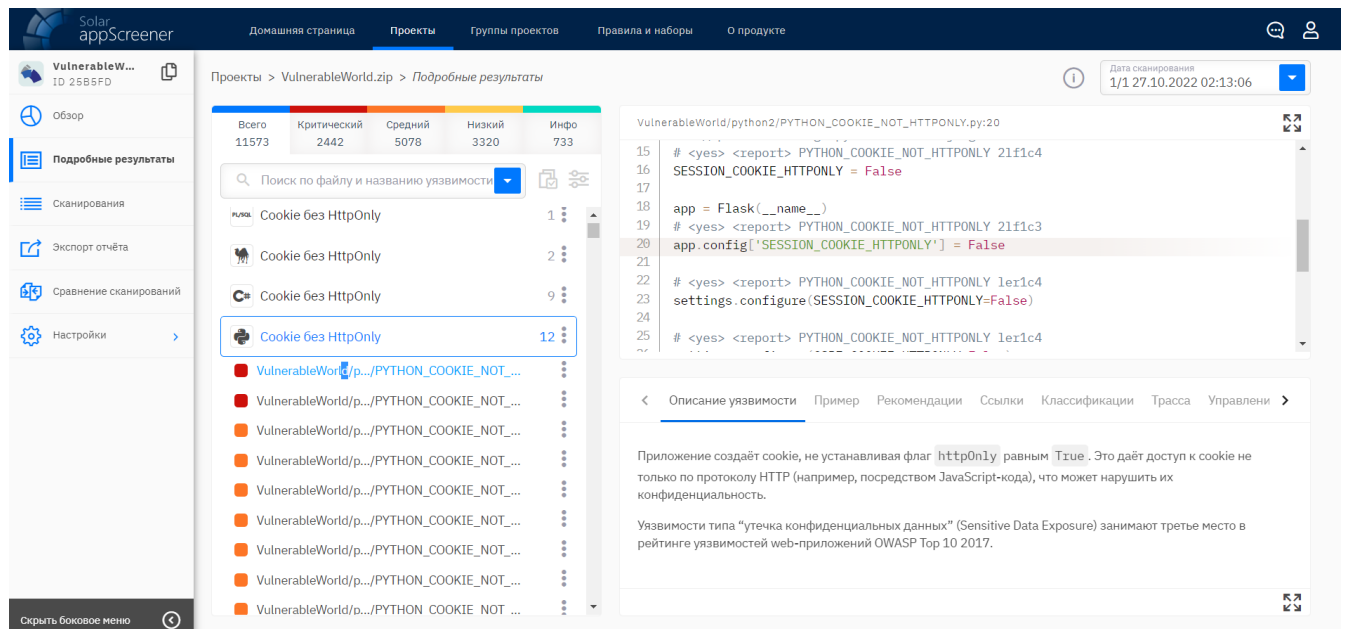 Solar
appScreener
Домашняя страница
Проекты
Группы проектов
Правила и наборы
О продукте
VulnerableW...
ID 25B5FD
Обзор
Подробные результаты
Сканирования
Экспорт отчёта
Сравнение сканирований
Настройки
Скрыть боковое меню
Проекты > VulnerableWorld.zip > Подробные результаты
Дата сканирования
1/1 27.10.2022 02:13:06
Всего Критический Средний Низкий Инфо
11573 2442 5078 3320 733
Поиск по файлу и названию уязвимости
PL/SQL Cookie без HttpOnly 1
Cookie без HttpOnly 2
C# Cookie без HttpOnly 9
Cookie без HttpOnly 12
VulnerableWorld/p.../PYTHON_COOKIE_NOT_...
VulnerableWorld/p.../PYTHON_COOKIE_NOT_...
VulnerableWorld/p.../PYTHON_COOKIE_NOT_...
VulnerableWorld/p.../PYTHON_COOKIE_NOT_...
VulnerableWorld/p.../PYTHON_COOKIE_NOT_...
VulnerableWorld/p.../PYTHON_COOKIE_NOT_...
VulnerableWorld/p.../PYTHON_COOKIE_NOT_...
VulnerableWorld/p.../PYTHON_COOKIE_NOT_...
VulnerableWorld/p.../PYTHON_COOKIE_NOT_...
VulnerableWorld/python2/PYTHON_COOKIE_NOT_HTTPONLY.py:20
15 # <yes> <report> PYTHON_COOKIE_NOT_HTTPONLY 2lf1c4
16 SESSION_COOKIE_HTTPONLY = False
17
18 app = Flask(__name__)
19 # <yes> <report> PYTHON_COOKIE_NOT_HTTPONLY 2lf1c3
20 app.config['SESSION_COOKIE_HTTPONLY'] = False
21
22 # <yes> <report> PYTHON_COOKIE_NOT_HTTPONLY ler1c4
23 settings.configure(SESSION_COOKIE_HTTPONLY=False)
24
25 # <yes> <report> PYTHON_COOKIE_NOT_HTTPONLY ler1c4
Описание уязвимости Пример Рекомендации Ссылки Классификации Трасса Управлени
Приложение создаёт cookie, не устанавливая флаг httpOnly равным True. Это даёт доступ к cookie не
только по протоколу HTTP (например, посредством JavaScript-кода), что может нарушить их
конфиденциальность.
Уязвимости типа “утечка конфиденциальных данных” (Sensitive Data Exposure) занимают третье место в
рейтинге уязвимостей web-приложений OWASP Top 10 2017.